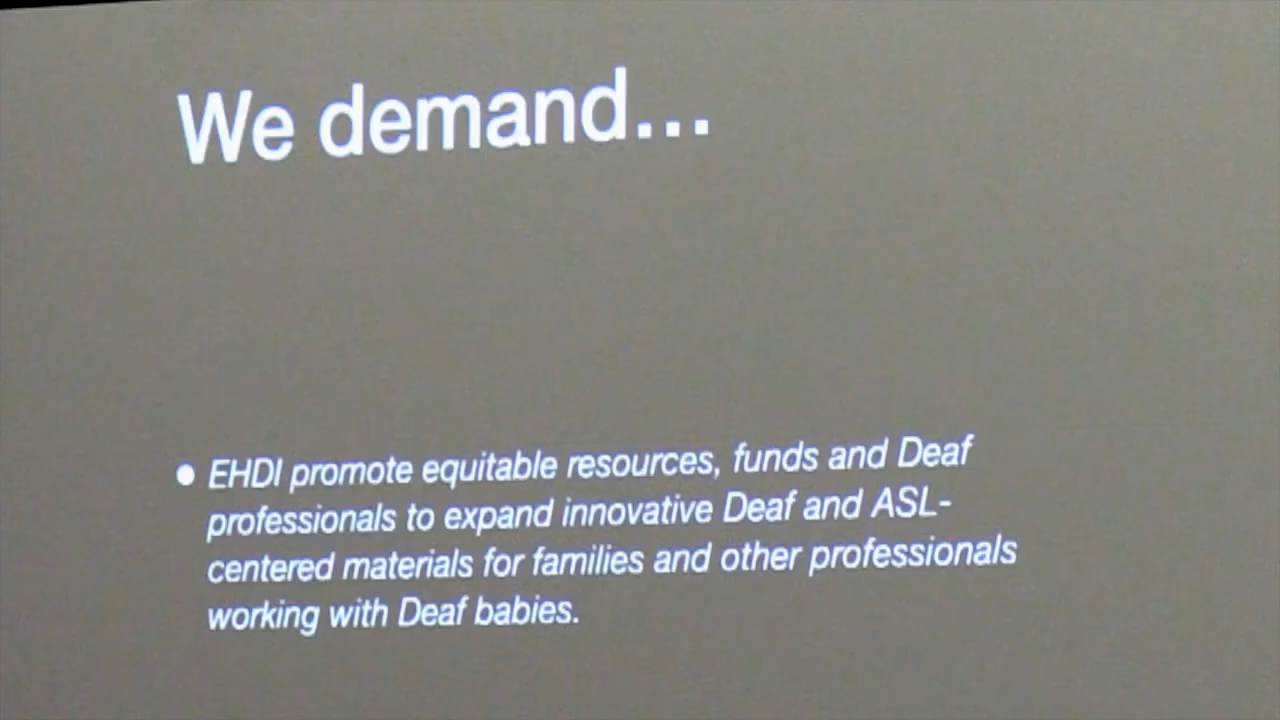 We demand...
• EHDI promote equitable resources, funds and Deaf
professionals to expand innovative Deaf and ASL-
centered materials for families and other professionals
working with Deaf babies.